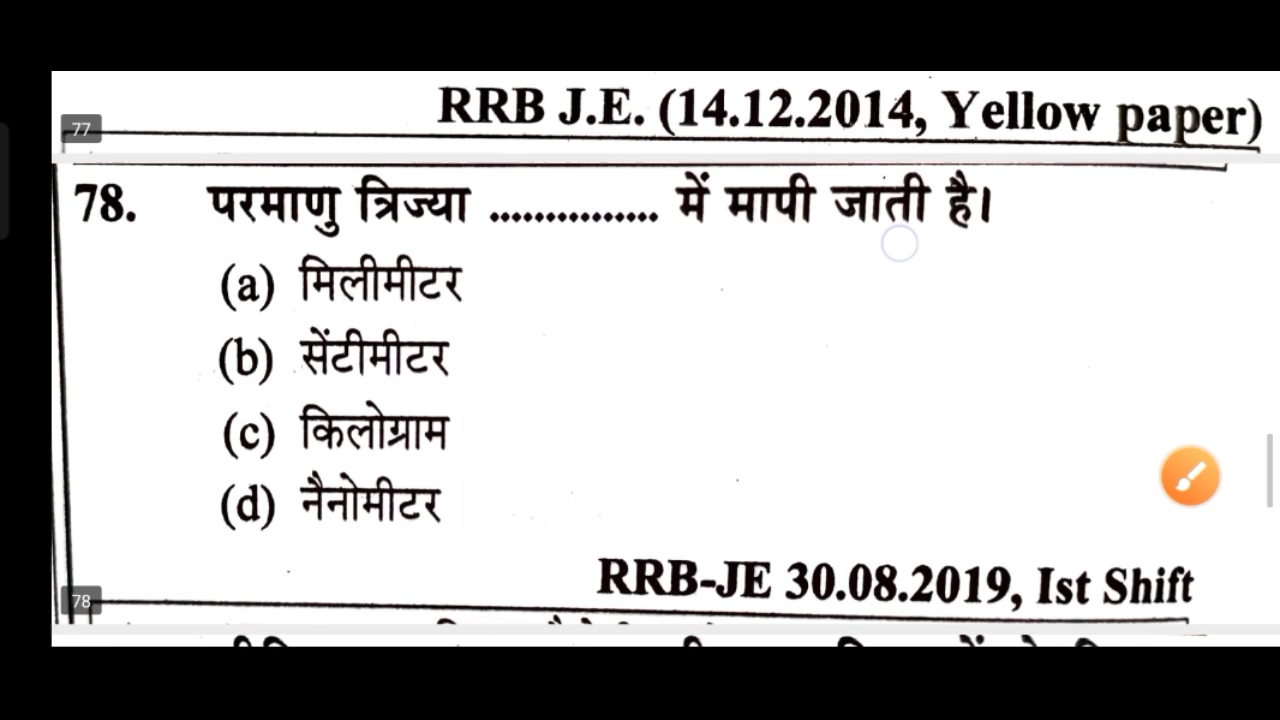 RRB J.E. (14.12.2014, Yellow paper)
77
78. परमाणु त्रिज्या ............... में मापी जाती है।
(a) मिलीमीटर
(b) सेंटीमीटर
(c) किलोग्राम
(d) नैनोमीटर
RRB-JE 30.08.2019, Ist Shift
78